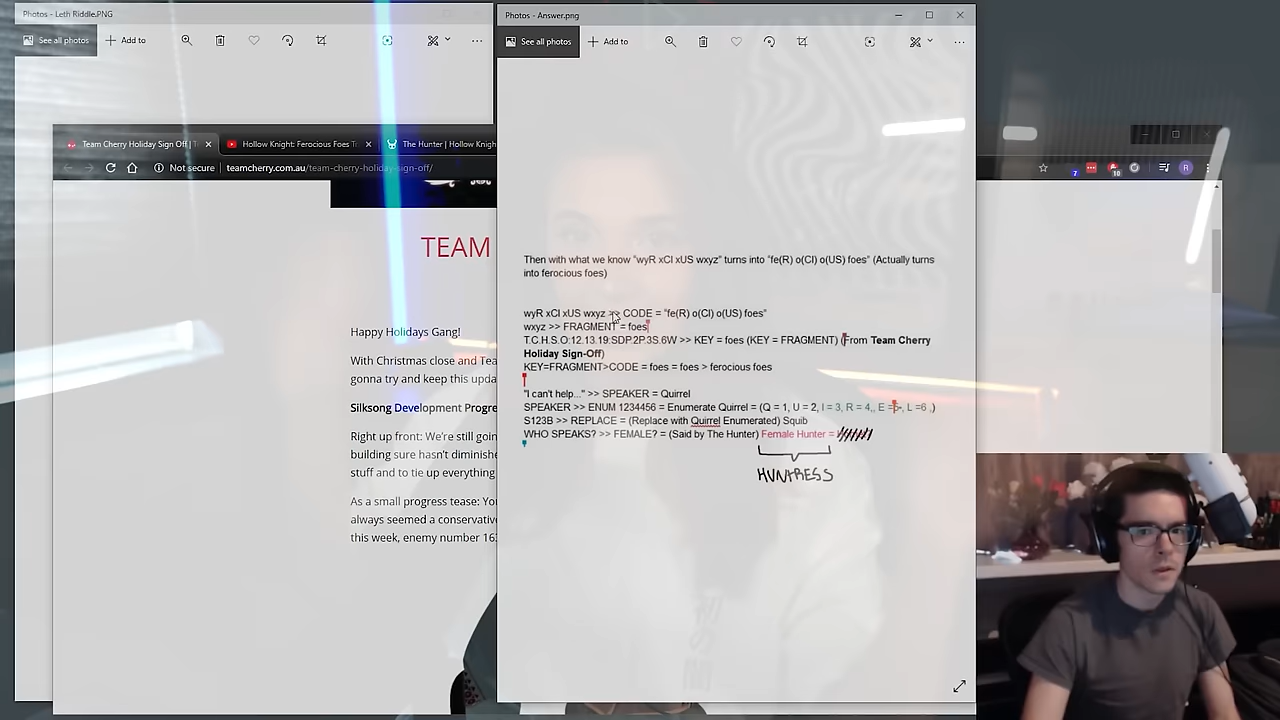 Photos - Leth Riddle.PNG
See all photos
Add to
Team Cherry Holiday Sign Off | T
Hollow Knight: Ferocious Foes T
The Hunter | Hollow Knigh
Not secure
teamcherry.com.au/team-cherry-holiday-sign-off/
TEAM
Happy Holidays Gang!
With Christmas close and Tea
gonna try and keep this upda
Silksong Development Progre
Right up front: We're still goin
building sure hasn't diminishe
stuff and to tie up everything
As a small progress tease: Yo
always seemed a conservativ
this week, enemy number 16
Photos - Answer.png
See all photos
Add to
Then with what we know "wyR xCI xUS wxyz" turns into "fe(R) o(CI) o(US) foes" (Actually turns
into ferocious foes)
wyR xCI xUS wxyz >> CODE = "fe(R) o(CI) o(US) foes"
wxyz >> FRAGMENT = foes
T.C.H.S.O:12.13.19:SDP.2P.3S.6W >> KEY = foes (KEY = FRAGMENT) (From Team Cherry
Holiday Sign-Off)
KEY=FRAGMENT>CODE = foes = foes > ferocious foes
"I can't help..." >> SPEAKER = Quirrel
SPEAKER >> ENUM 1234456 = Enumerate Quirrel = (Q = 1, U = 2, I = 3, R = 4,, E = 5, L =6 ,)
S123B >> REPLACE = (Replace with Quirrel Enumerated) Squib
WHO SPEAKS? >> FEMALE? = (Said by The Hunter) Female Hunter =
HUNTRESS
7
10
R